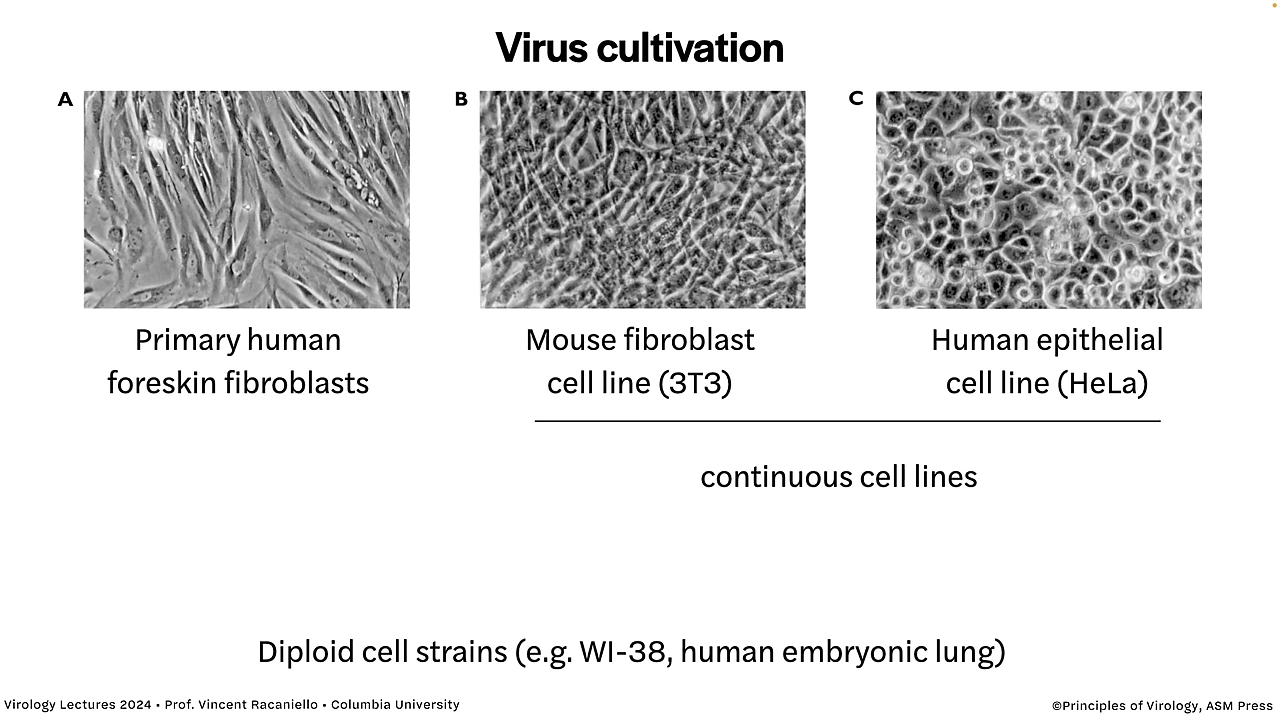 Virus cultivation
A
B
C
Primary human
foreskin fibroblasts
Mouse fibroblast
cell line (3T3)
Human epithelial
cell line (HeLa)
continuous cell lines
Diploid cell strains (e.g. WI-38, human embryonic lung)
Virology Lectures 2024 • Prof. Vincent Racaniello • Columbia University
©Principles of Virology, ASM Press